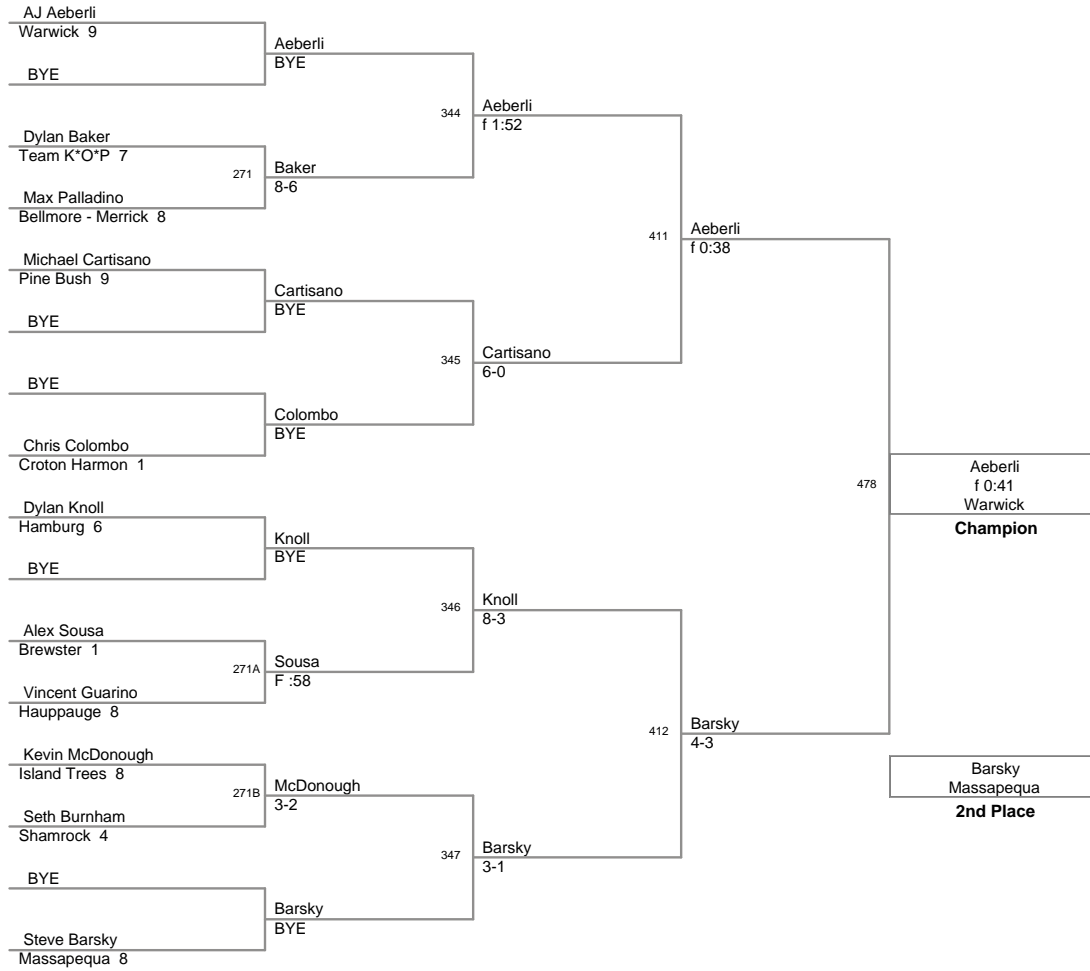 AJ Aeberli
Warwick 9
BYE
Dylan Baker
Team K*O*P 7
Max Palladino
Bellmore - Merrick 8
Michael Cartisano
Pine Bush 9
BYE
BYE
Chris Colombo
Croton Harmon 1
Dylan Knoll
Hamburg 6
BYE
Alex Sousa
Brewster 1
Vincent Guarino
Hauppauge 8
Kevin McDonough
Island Trees 8
Seth Burnham
Shamrock 4
BYE
Steve Barsky
Massapequa 8
Aeberli
BYE
271
Baker
8-6
Cartisano
BYE
Colombo
BYE
Knoll
BYE
271A
Sousa
F :58
271B
McDonough
3-2
Barsky
BYE
344
Aeberli
f 1:52
345
Cartisano
6-0
346
Knoll
8-3
347
Barsky
3-1
411
Aeberli
f 0:38
412
Barsky
4-3
478
Aeberli
f 0:41
Warwick
Champion
Barsky
Massapequa
2nd Place